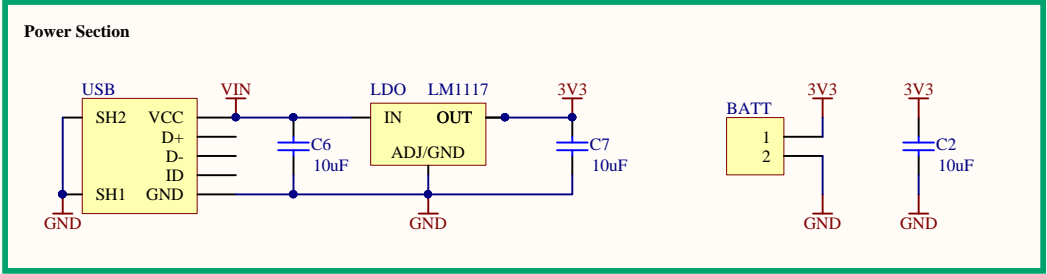 Power Section
USB
VIN
LDO
LM1117
3V3
BATT
3V3
3V3
SH2
VCC
IN
OUT
D+
D-
ID
SH1
GND
ADJ/GND
C6
10uF
C7
10uF
1
2
C2
10uF
GND
GND
GND
GND